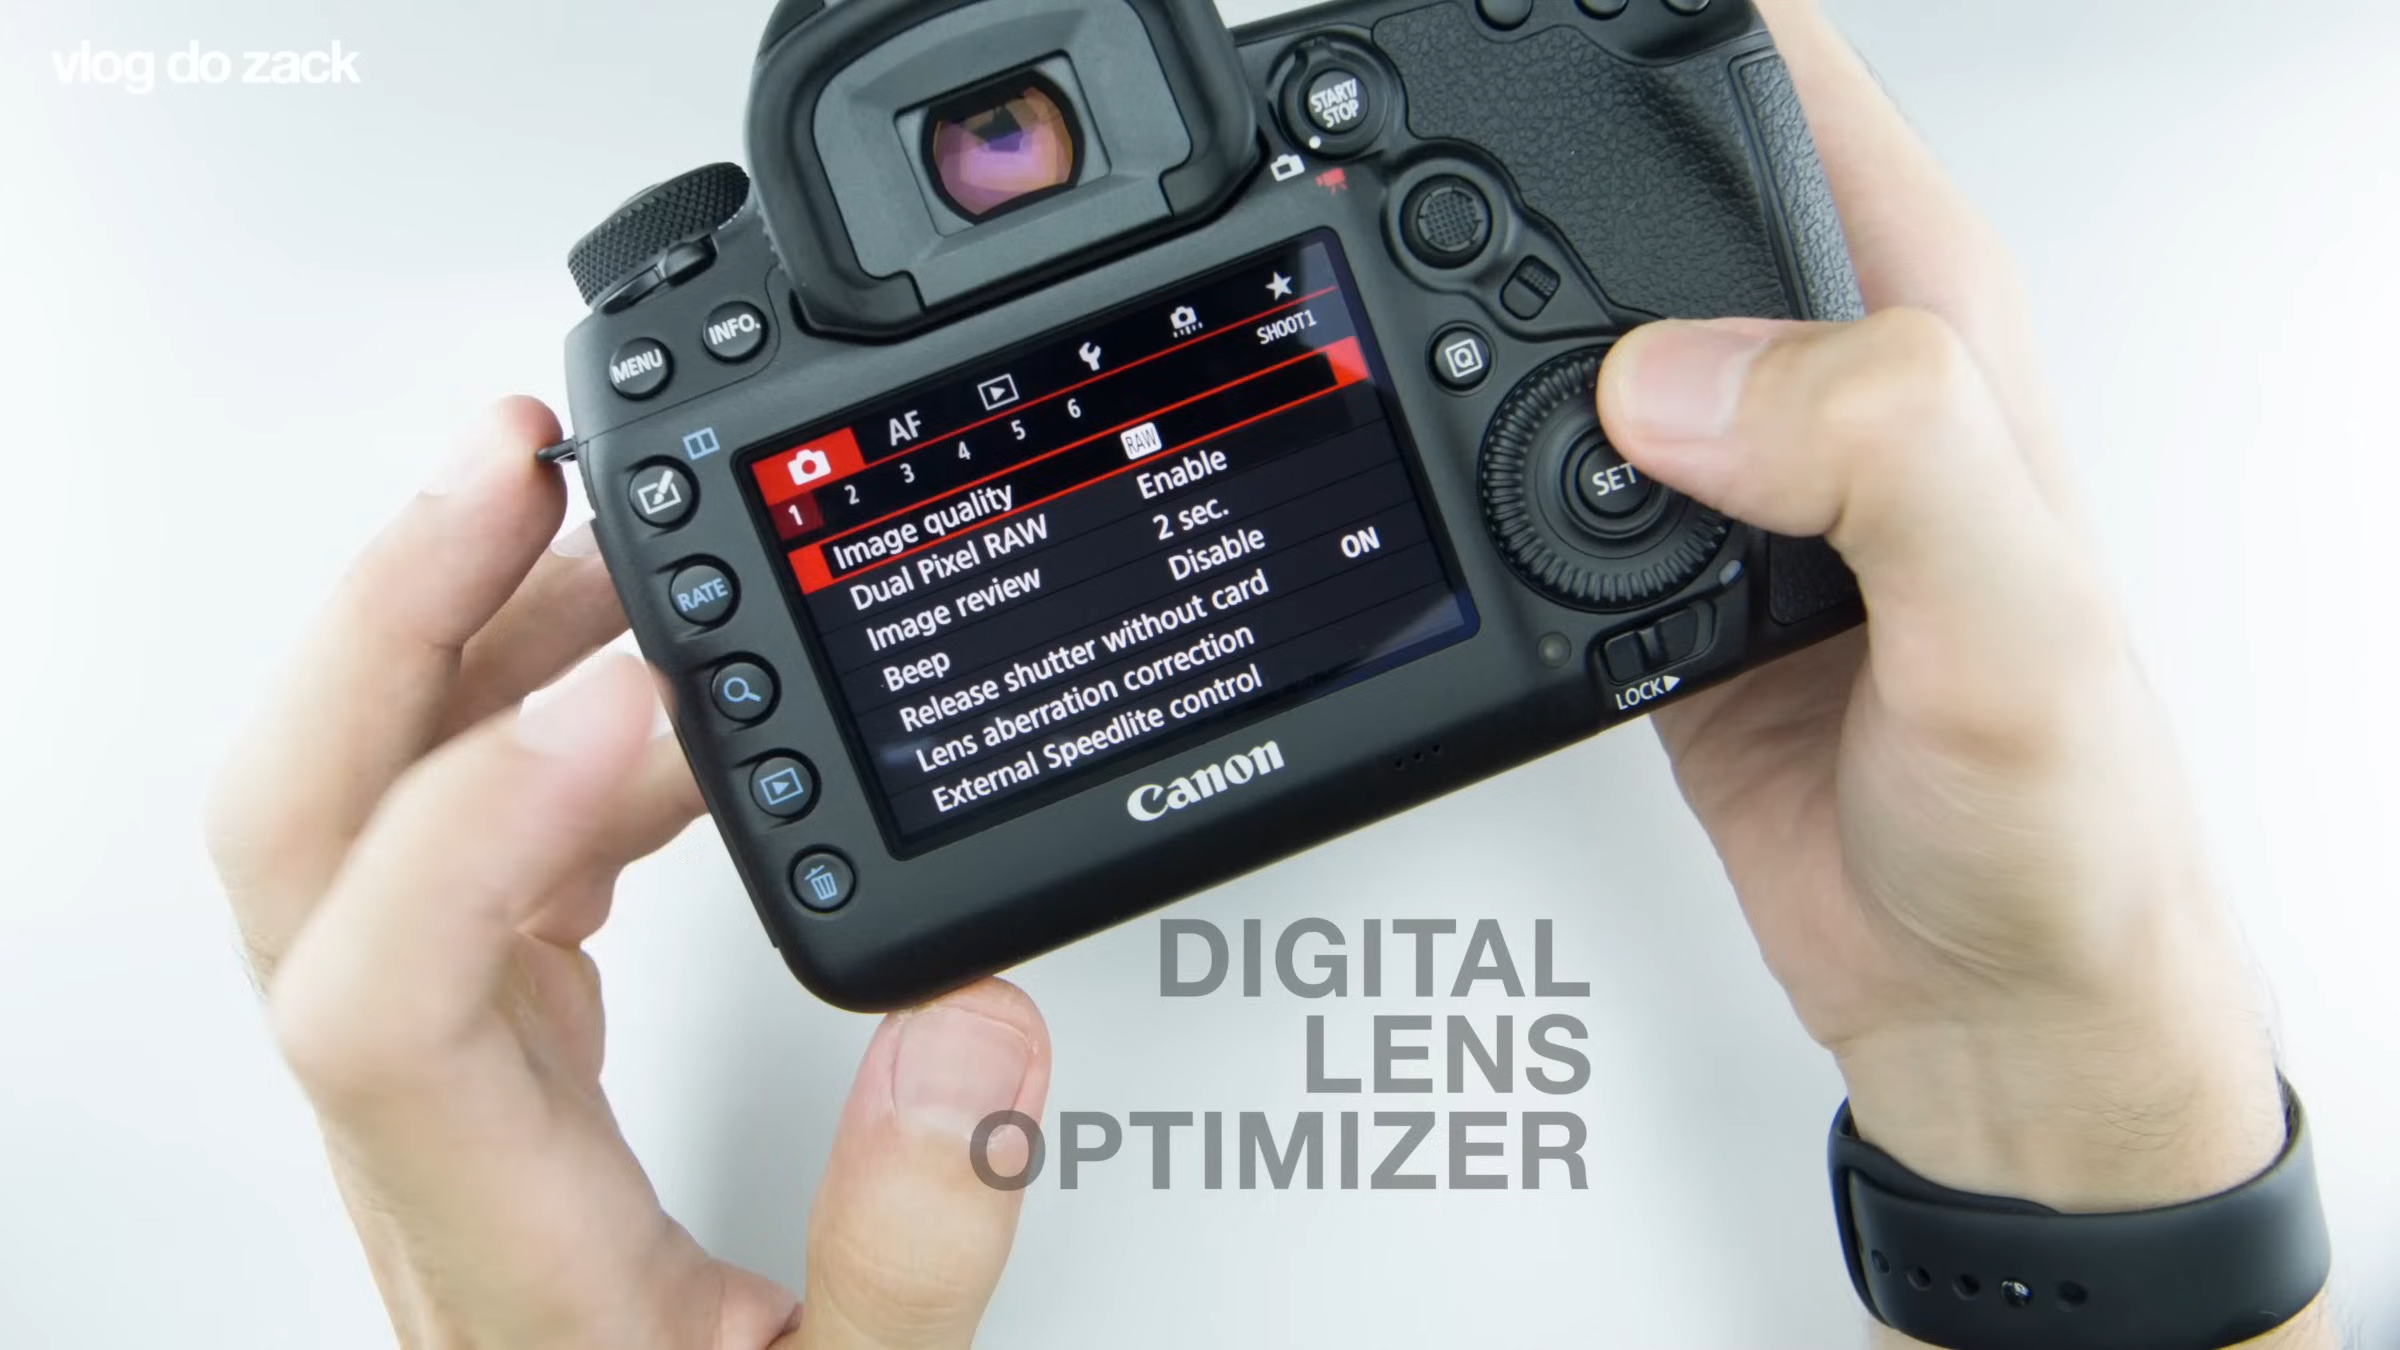 vlog do zack
START/
STOP
INFO.
MENU
SHOOT1
AF
1 2 3 4 5 6
Image quality RAW
Dual Pixel RAW Enable
Image review 2 sec.
Beep Disable
Release shutter without card ON
Lens aberration correction
External Speedlite control
Q
SET
RATE
LOCK
Canon
DIGITAL
LENS
OPTIMIZER